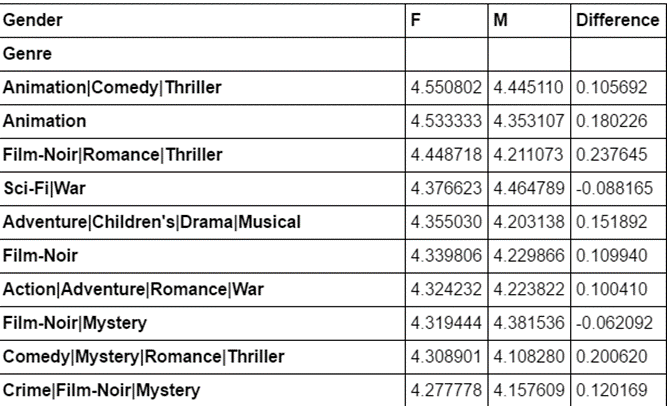 Gender F M Difference
Genre
Animation|Comedy|Thriller 4.550802 4.445110 0.105692
Animation 4.533333 4.353107 0.180226
Film-Noir|Romance|Thriller 4.448718 4.211073 0.237645
Sci-Fi|War 4.376623 4.464789 -0.088165
Adventure|Children's|Drama|Musical 4.355030 4.203138 0.151892
Film-Noir 4.339806 4.229866 0.109940
Action|Adventure|Romance|War 4.324232 4.223822 0.100410
Film-Noir|Mystery 4.319444 4.381536 -0.062092
Comedy|Mystery|Romance|Thriller 4.308901 4.108280 0.200620
Crime|Film-Noir|Mystery 4.277778 4.157609 0.120169